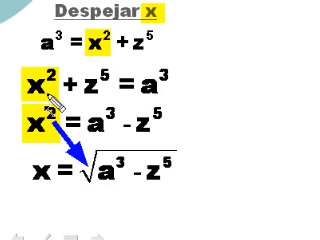 Despejar x
a³ = x² + z⁵
x² + z⁵ = a³
x² = a³ - z⁵
x = √a³ - z⁵